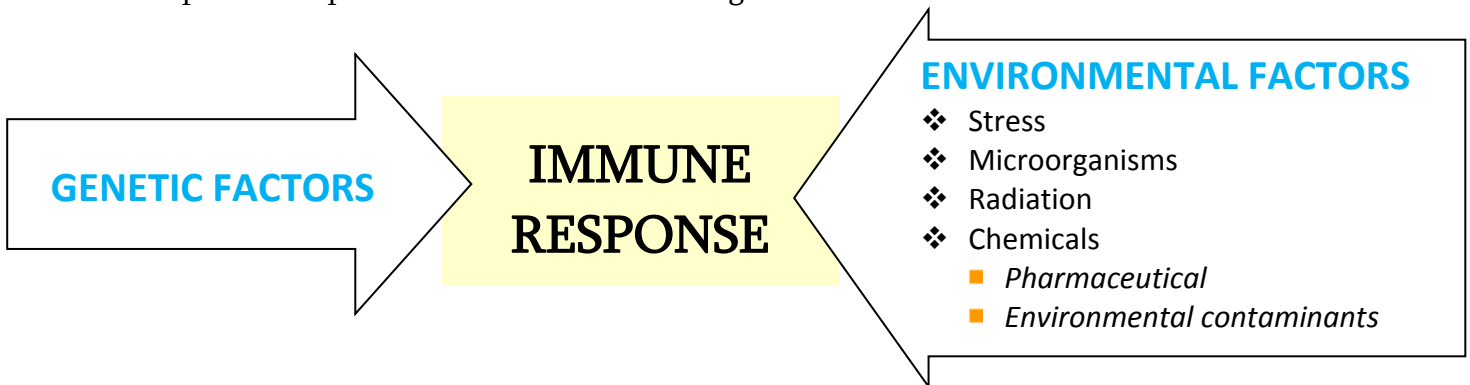 GENETIC FACTORS
IMMUNE
RESPONSE
ENVIRONMENTAL FACTORS
❖ Stress
❖ Microorganisms
❖ Radiation
❖ Chemicals
■ Pharmaceutical
■ Environmental contaminants